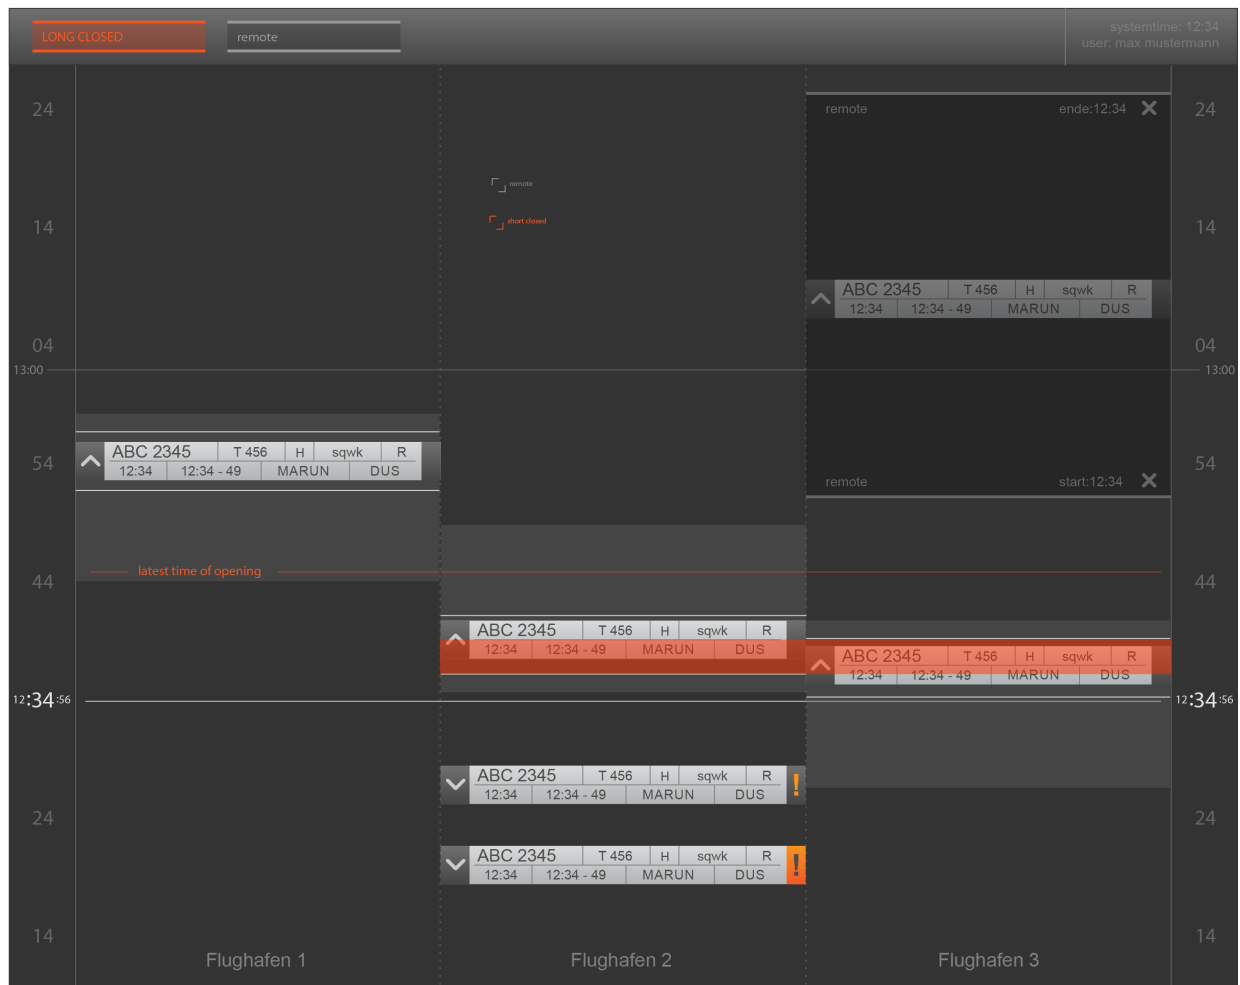 LONG CLOSED
remote
systemtime: 12:34
user: max mustermann
24
remote
ende:12:34
24
remote
short closed
14
14
ABC 2345 T 456 H sqwk R
12:34 12:34 - 49 MARUN DUS
04
04
13:00
13:00
ABC 2345 T 456 H sqwk R
12:34 12:34 - 49 MARUN DUS
54
54
remote
start:12:34
latest time of opening
44
44
ABC 2345 T 456 H sqwk R
12:34 12:34 - 49 MARUN DUS
ABC 2345 T 456 H sqwk R
12:34 12:34 - 49 MARUN DUS
12:34:56
12:34:56
ABC 2345 T 456 H sqwk R !
12:34 12:34 - 49 MARUN DUS
24
24
ABC 2345 T 456 H sqwk R !
12:34 12:34 - 49 MARUN DUS
14
14
Flughafen 1
Flughafen 2
Flughafen 3